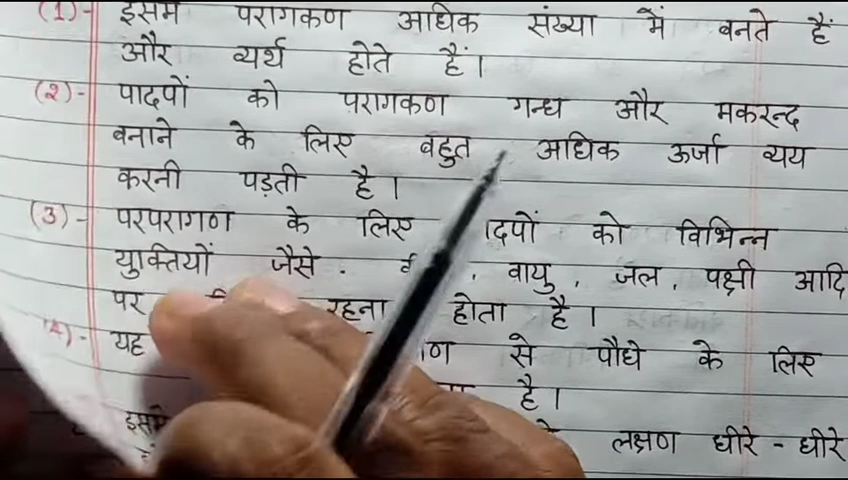 (1)- इसमें परागकण अधिक संख्या में बनते हैं
और व्यर्थ होते हैं।
(2)- पादपों को परागकण गन्ध और मकरन्द
बनाने के लिए बहुत अधिक ऊर्जा व्यय
करनी पड़ती है।
(3)- परपरागण के लिए दपों को विभिन्न
युक्तियों जैसे वायु, जल, पक्षी आदि
पर रहना होता है।
(4)- यह ण से पौधे के लिए
है।
इसमें लक्षण धीरे-धीरे